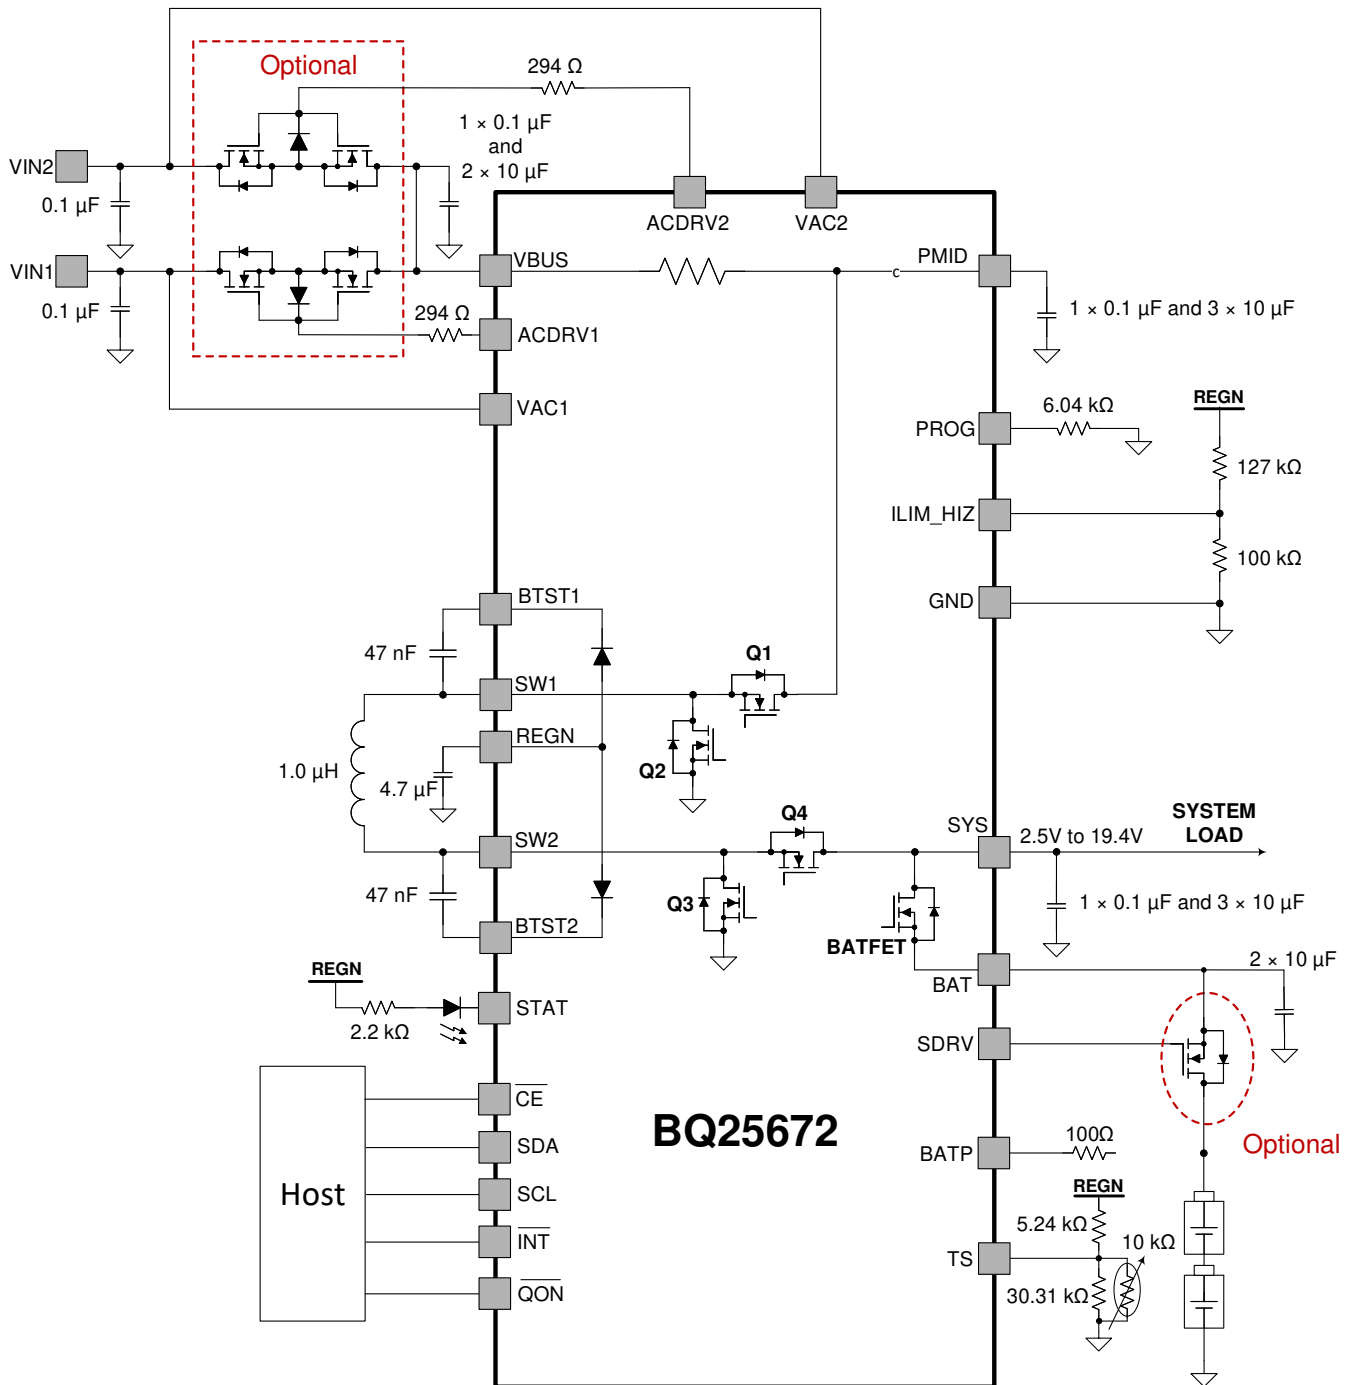 Optional
294 Ω
1 × 0.1 µF
and
2 × 10 µF
VIN2
0.1 µF
ACDRV2
VAC2
VIN1
0.1 µF
VBUS
c
PMID
1 × 0.1 µF and 3 × 10 µF
294 Ω
ACDRV1
VAC1
PROG
6.04 kΩ
REGN
127 kΩ
ILIM_HIZ
100 kΩ
GND
BTST1
47 nF
Q1
SW1
REGN
Q2
1.0 µH
4.7 µF
Q4
SYS
2.5V to 19.4V
SYSTEM
LOAD
SW2
47 nF
Q3
1 × 0.1 µF and 3 × 10 µF
BTST2
BATFET
2 × 10 µF
REGN
BAT
2.2 kΩ
STAT
SDRV
CE
BQ25672
100Ω
Optional
BATP
SDA
Host
SCL
REGN
5.24 kΩ
10 kΩ
INT
TS
30.31 kΩ
QON